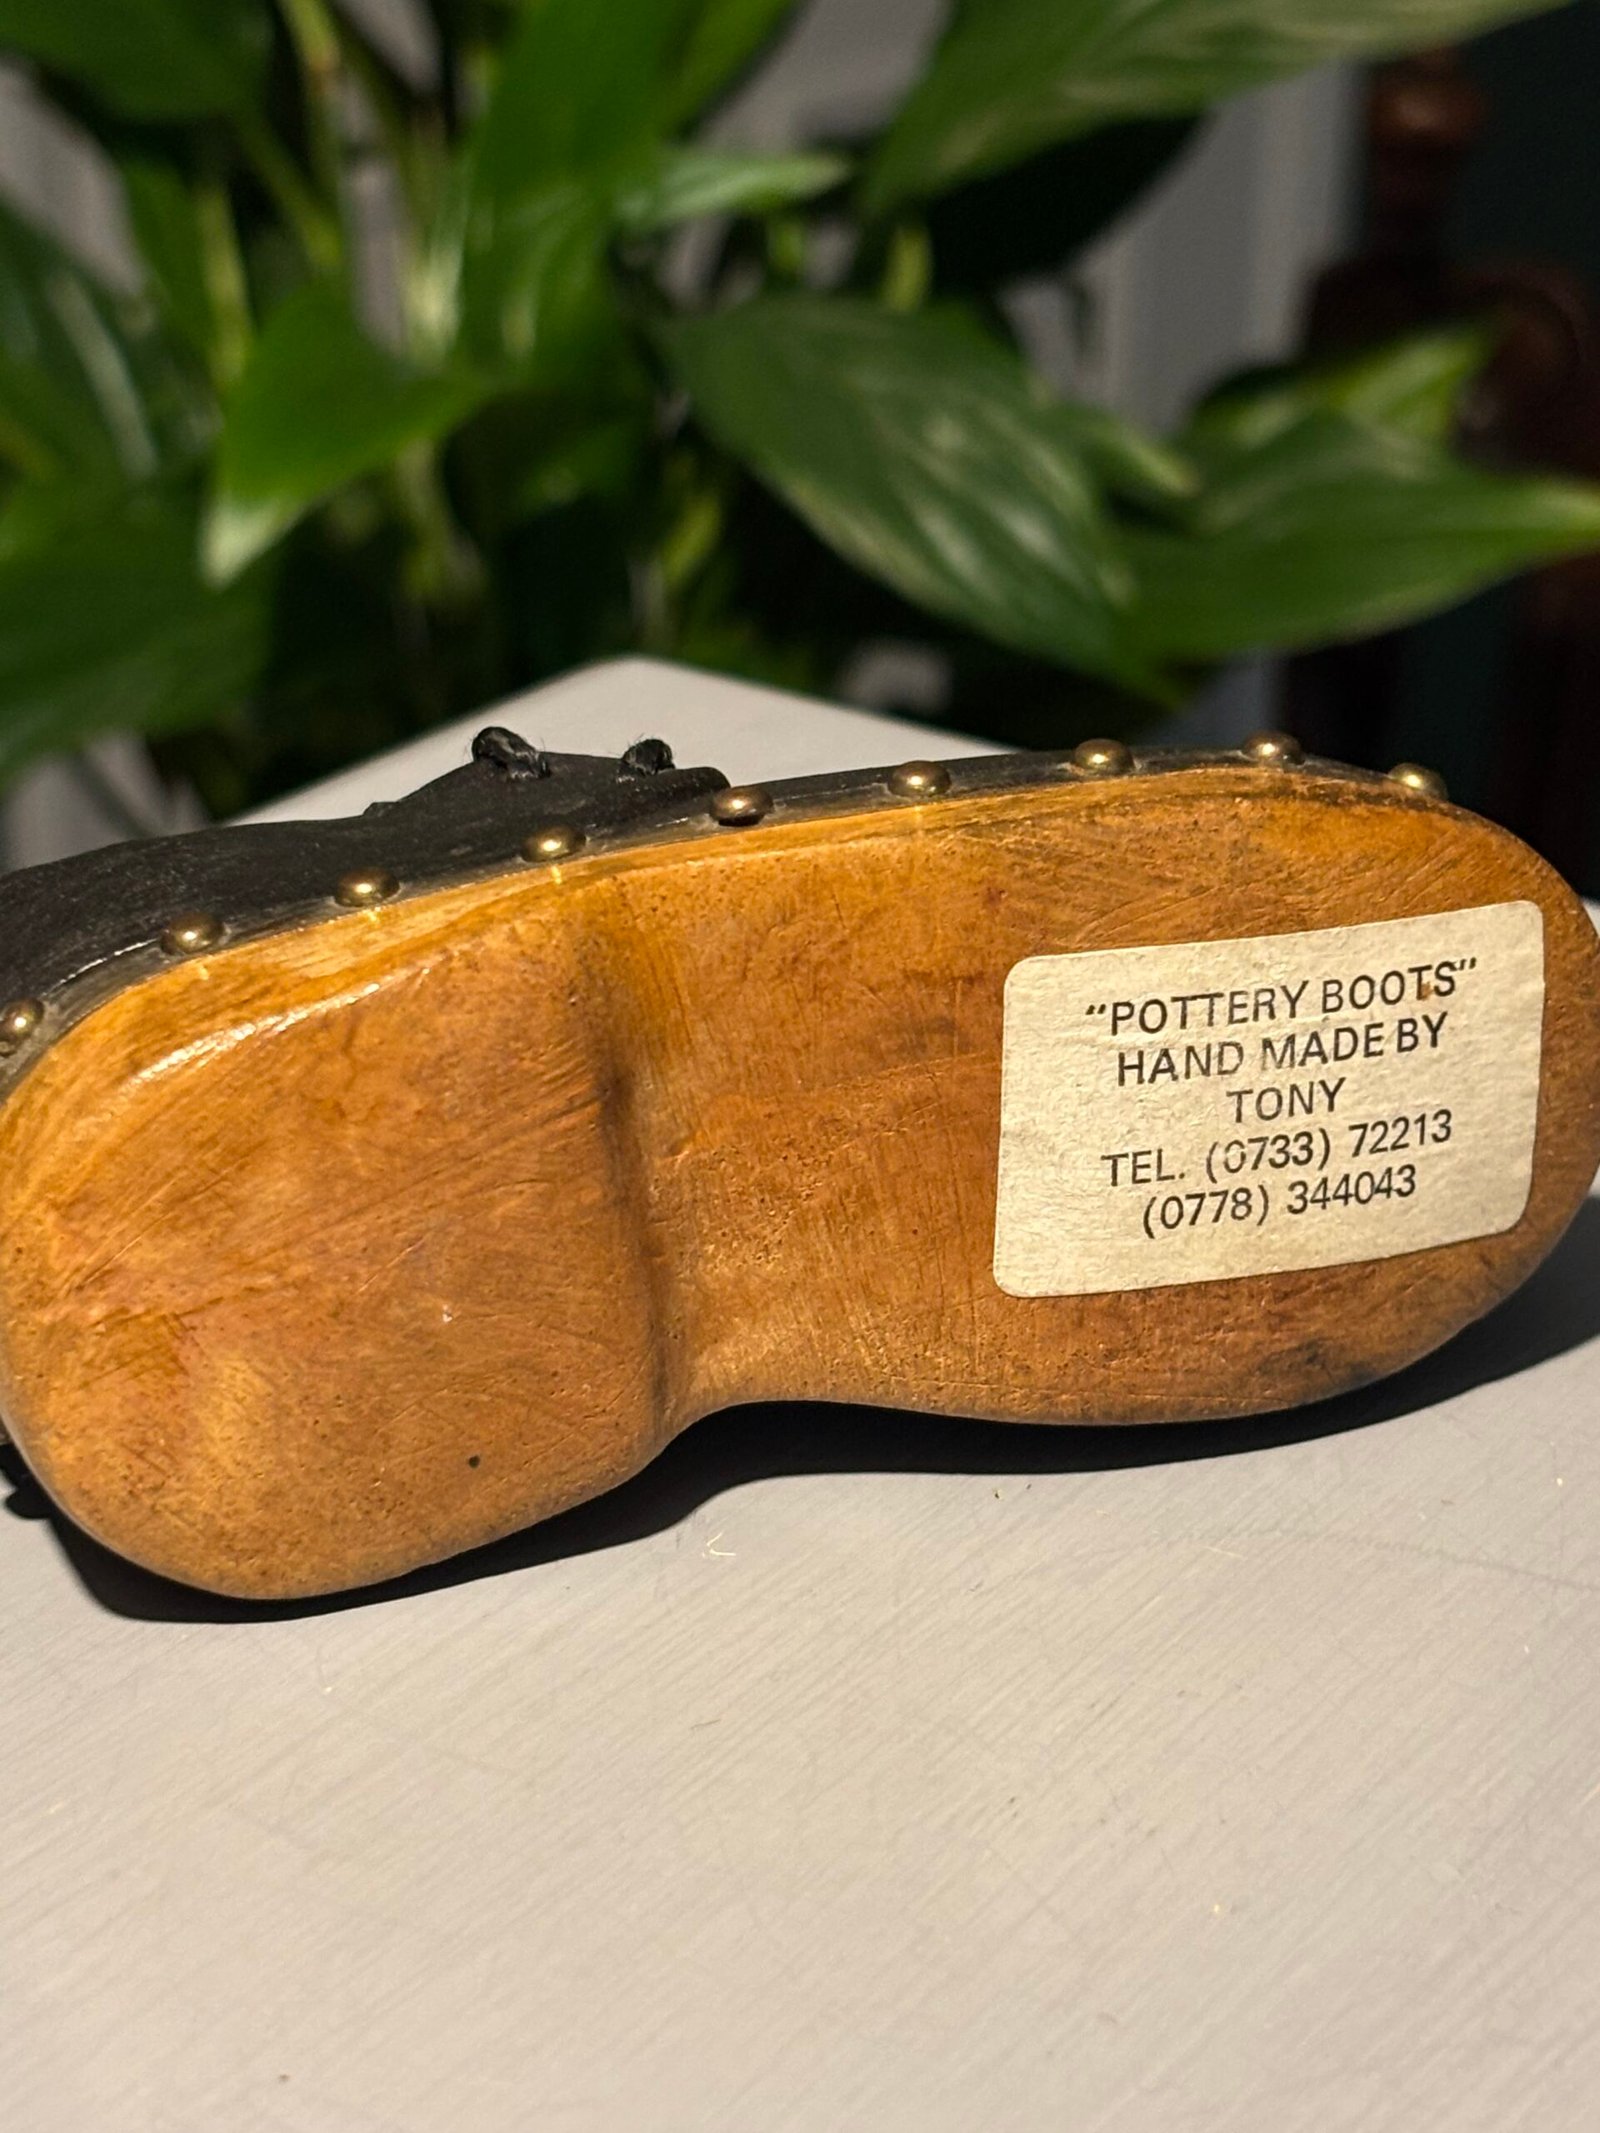 “POTTERY BOOTS”
HAND MADE BY
TONY
TEL. (0733) 72213
(0778) 344043